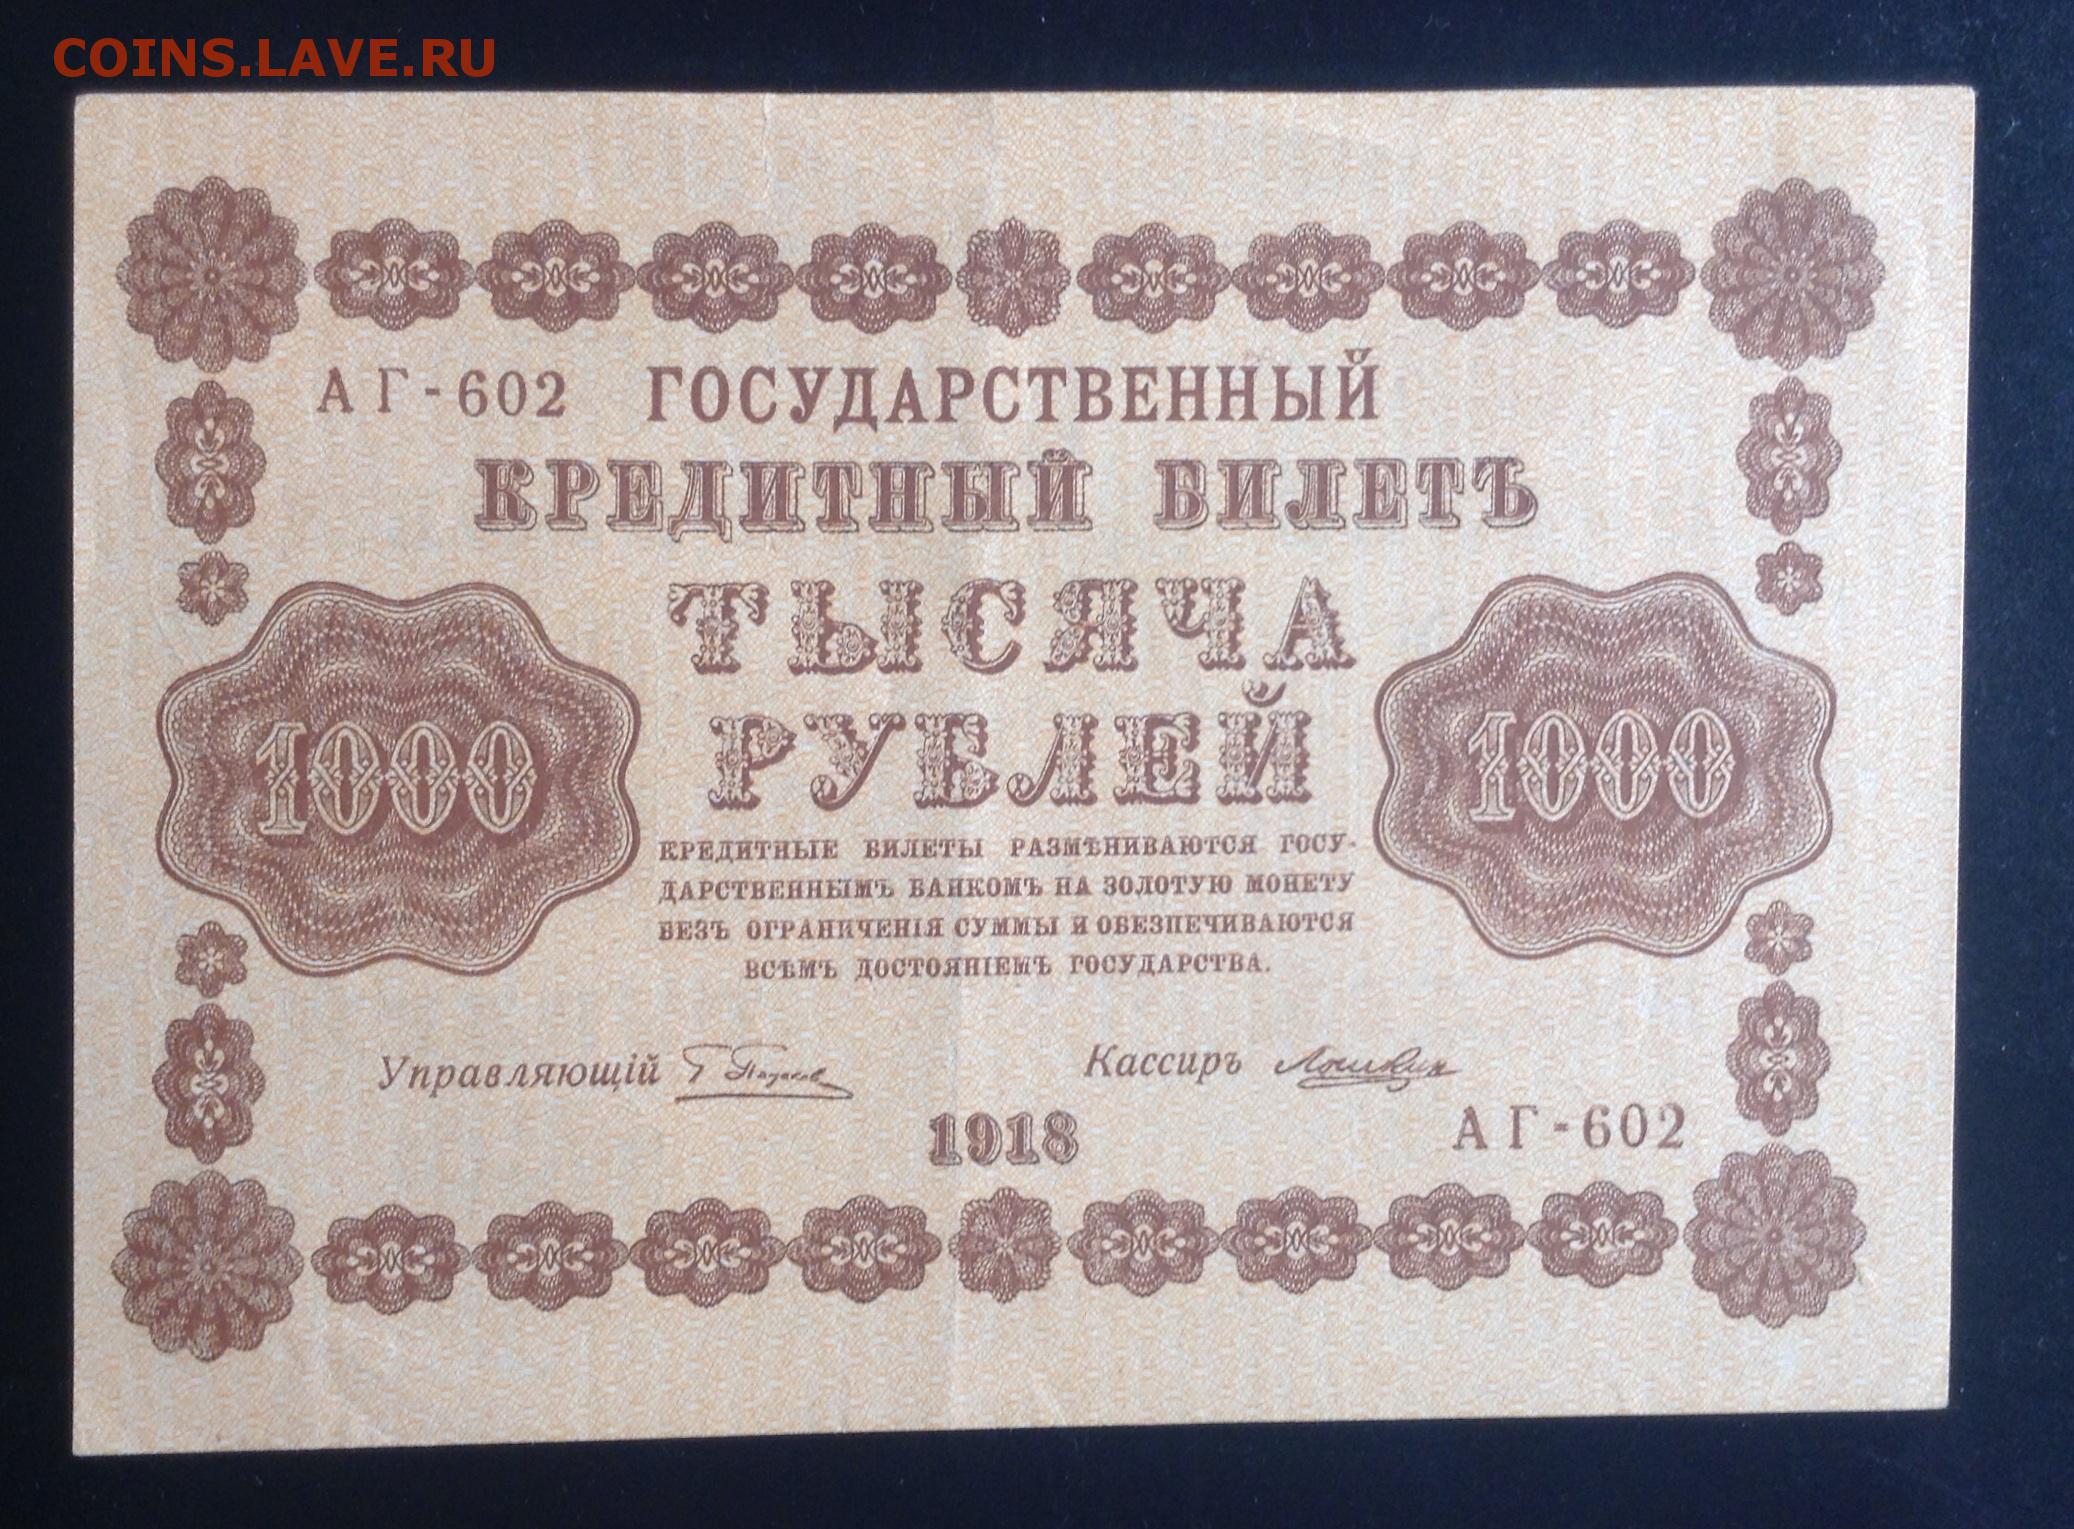 COINS.LAVE.RU
АГ-602 ГОСУДАРСТВЕННЫЙ
КРЕДИТНЫЙ БИЛЕТЪ
ТЫСЯЧА
РУБЛЕЙ
1000 1000
КРЕДИТНЫЕ БИЛЕТЫ РАЗМѢНИВАЮТСЯ ГОСУ-
ДАРСТВЕННЫМЪ БАНКОМЪ НА ЗОЛОТУЮ МОНЕТУ
БЕЗЪ ОГРАНИЧЕНІЯ СУММЫ И ОБЕЗПЕЧИВАЮТСЯ
ВСѢМЪ ДОСТОЯНІЕМЪ ГОСУДАРСТВА.
Управляющій Кассиръ
1918 АГ-602